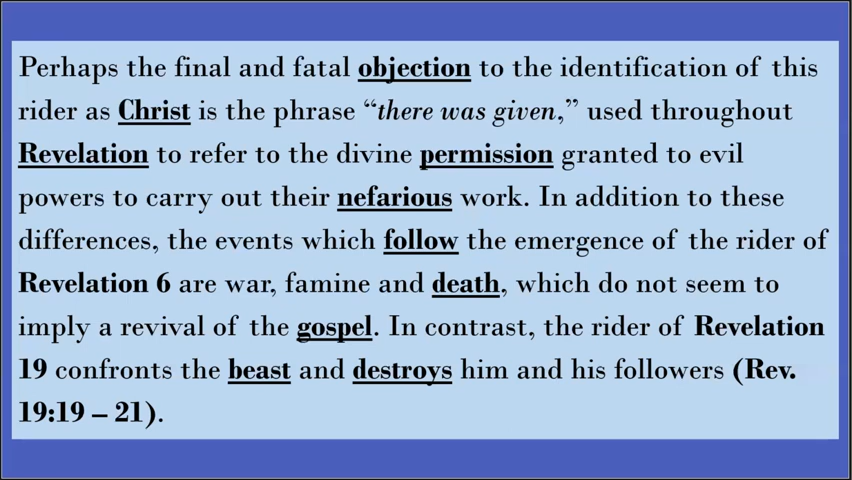 Perhaps the final and fatal objection to the identification of this
rider as Christ is the phrase “there was given,” used throughout
Revelation to refer to the divine permission granted to evil
powers to carry out their nefarious work. In addition to these
differences, the events which follow the emergence of the rider of
Revelation 6 are war, famine and death, which do not seem to
imply a revival of the gospel. In contrast, the rider of Revelation
19 confronts the beast and destroys him and his followers (Rev.
19:19 – 21).